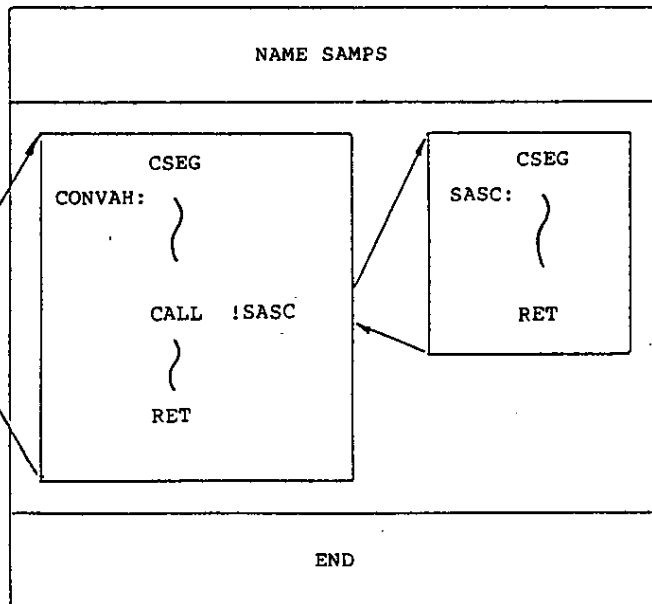 NAME SAMPS
CSEG
CONVAH:
CALL !SASC
RET
CSEG
SASC:
RET
END